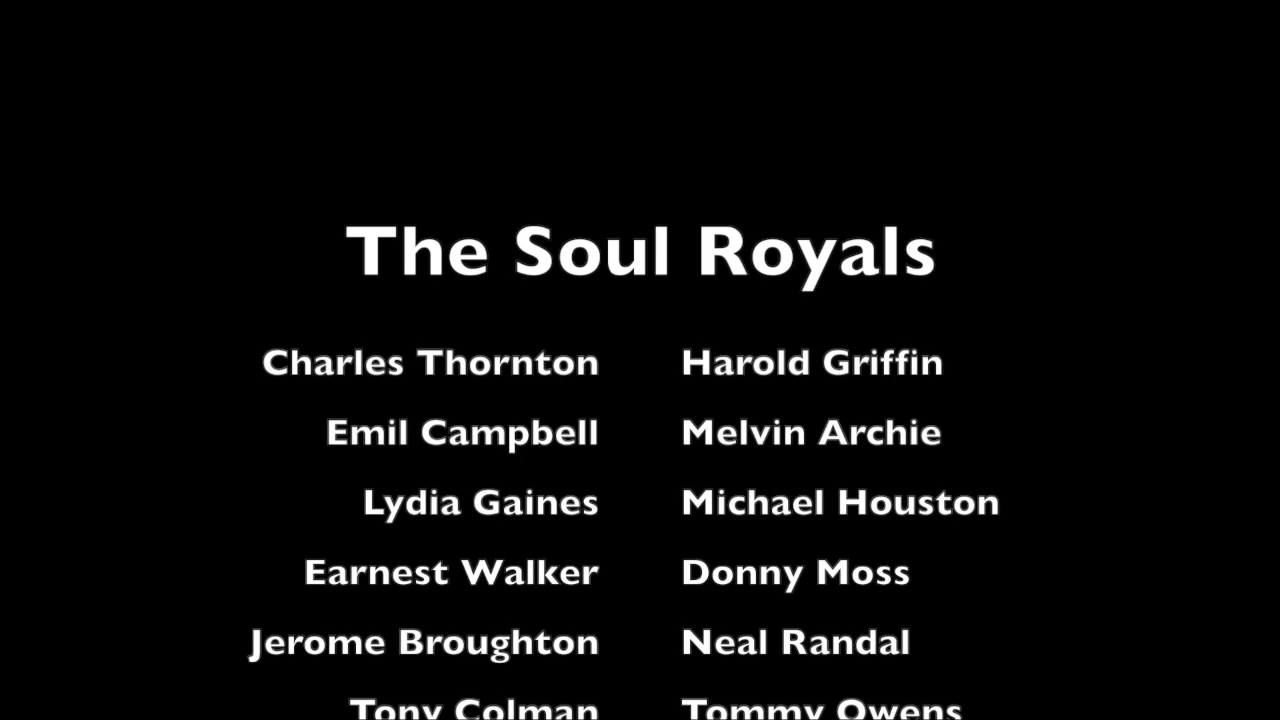 The Soul Royals
Charles Thornton Harold Griffin
Emil Campbell Melvin Archie
Lydia Gaines Michael Houston
Earnest Walker Donny Moss
Jerome Broughton Neal Randal
Tony Colman Tommy Owens